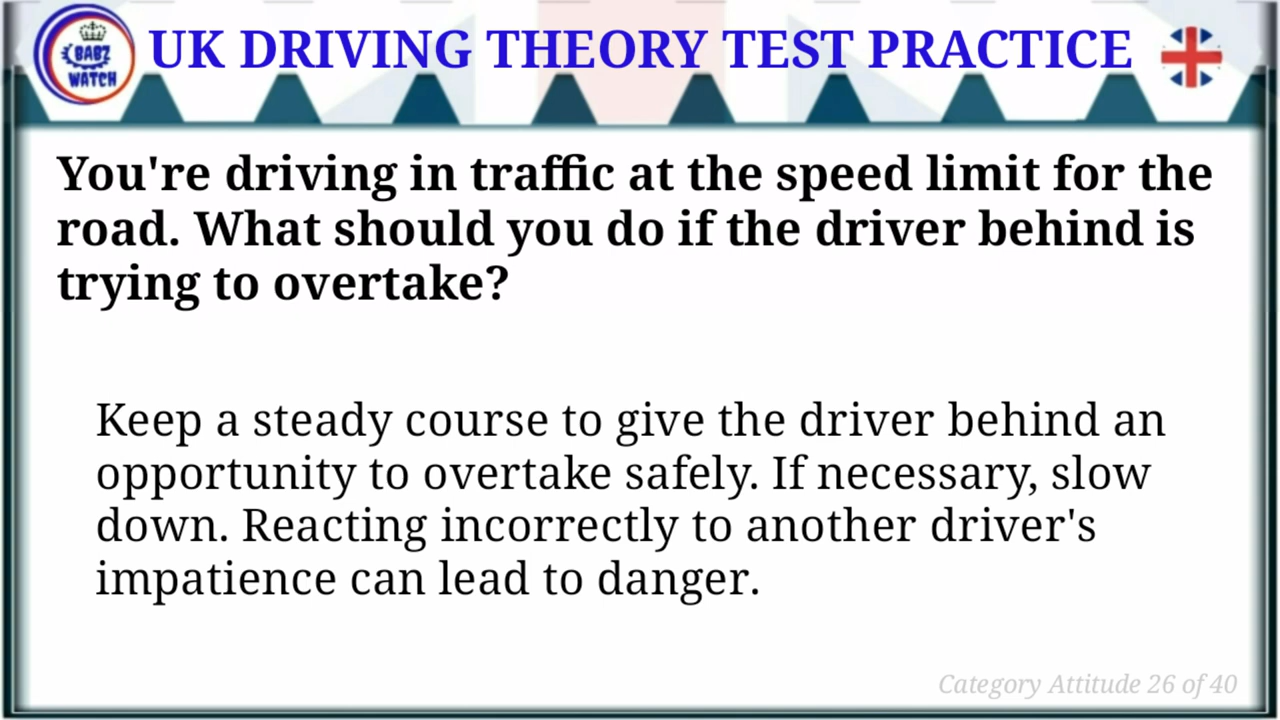 BABZ
WATCH
UK DRIVING THEORY TEST PRACTICE
You're driving in traffic at the speed limit for the
road. What should you do if the driver behind is
trying to overtake?
Keep a steady course to give the driver behind an
opportunity to overtake safely. If necessary, slow
down. Reacting incorrectly to another driver's
impatience can lead to danger.
Category Attitude 26 of 40